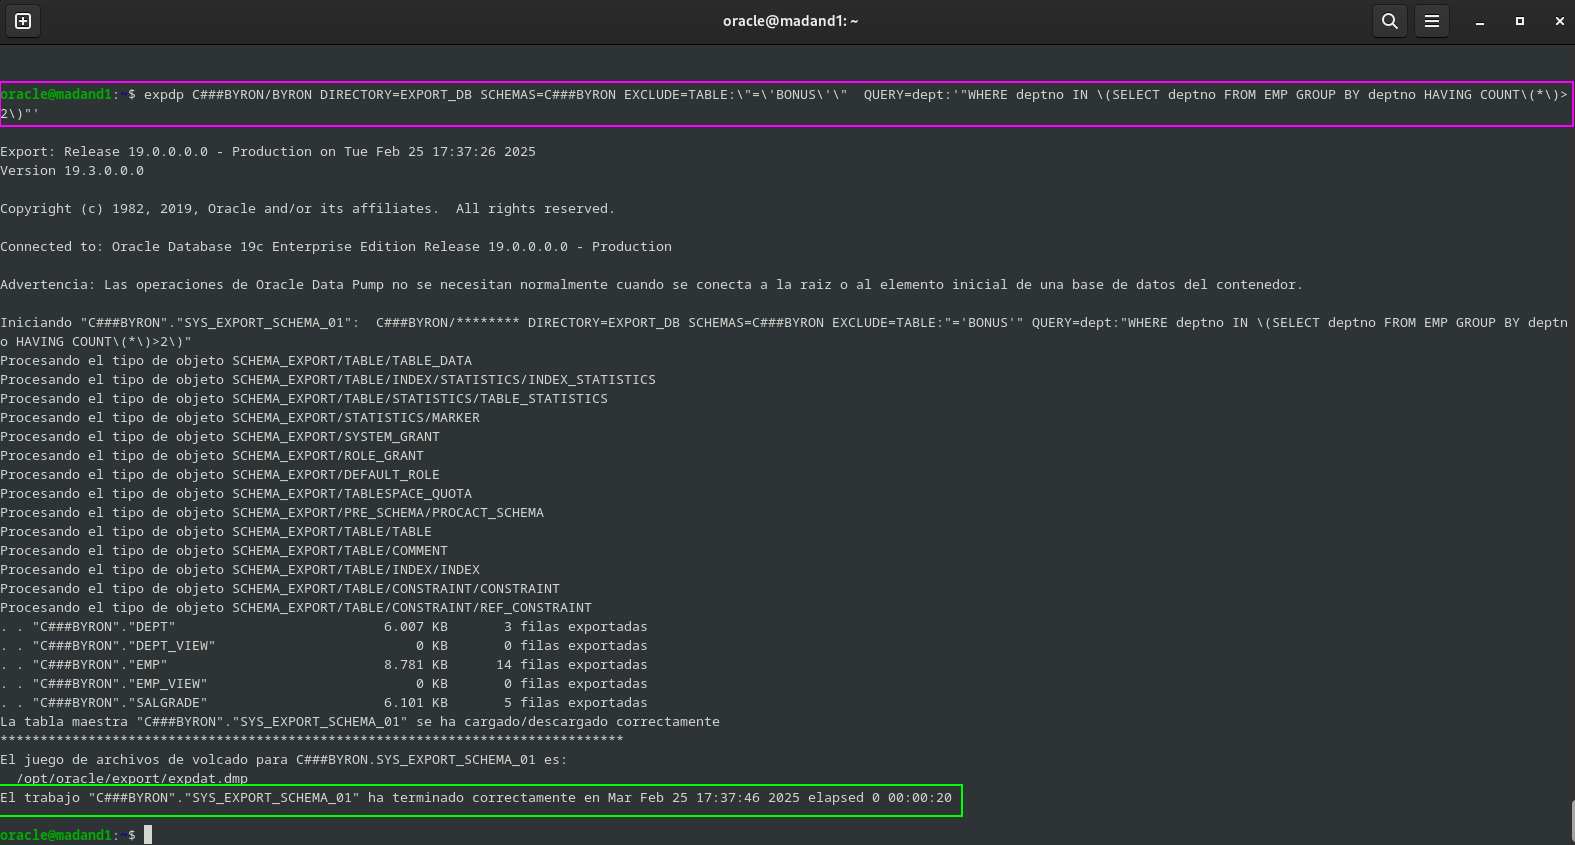 oracle@madand1: ~
oracle@madand1:~$ expdp C###BYRON/BYRON DIRECTORY=EXPORT_DB SCHEMAS=C###BYRON EXCLUDE=TABLE:\"=\'BONUS\'\"  QUERY=dept:'"WHERE deptno IN \(SELECT deptno FROM EMP GROUP BY deptno HAVING COUNT\(*\)>
2\)"'
Export: Release 19.0.0.0.0 - Production on Tue Feb 25 17:37:26 2025
Version 19.3.0.0.0
Copyright (c) 1982, 2019, Oracle and/or its affiliates.  All rights reserved.
Connected to: Oracle Database 19c Enterprise Edition Release 19.0.0.0.0 - Production
Advertencia: Las operaciones de Oracle Data Pump no se necesitan normalmente cuando se conecta a la raiz o al elemento inicial de una base de datos del contenedor.
Iniciando "C###BYRON"."SYS_EXPORT_SCHEMA_01":  C###BYRON/******** DIRECTORY=EXPORT_DB SCHEMAS=C###BYRON EXCLUDE=TABLE:"='BONUS'" QUERY=dept:"WHERE deptno IN \(SELECT deptno FROM EMP GROUP BY deptn
o HAVING COUNT\(*\)>2\)"
Procesando el tipo de objeto SCHEMA_EXPORT/TABLE/TABLE_DATA
Procesando el tipo de objeto SCHEMA_EXPORT/TABLE/INDEX/STATISTICS/INDEX_STATISTICS
Procesando el tipo de objeto SCHEMA_EXPORT/TABLE/STATISTICS/TABLE_STATISTICS
Procesando el tipo de objeto SCHEMA_EXPORT/STATISTICS/MARKER
Procesando el tipo de objeto SCHEMA_EXPORT/SYSTEM_GRANT
Procesando el tipo de objeto SCHEMA_EXPORT/ROLE_GRANT
Procesando el tipo de objeto SCHEMA_EXPORT/DEFAULT_ROLE
Procesando el tipo de objeto SCHEMA_EXPORT/TABLESPACE_QUOTA
Procesando el tipo de objeto SCHEMA_EXPORT/PRE_SCHEMA/PROCACT_SCHEMA
Procesando el tipo de objeto SCHEMA_EXPORT/TABLE/TABLE
Procesando el tipo de objeto SCHEMA_EXPORT/TABLE/COMMENT
Procesando el tipo de objeto SCHEMA_EXPORT/TABLE/INDEX/INDEX
Procesando el tipo de objeto SCHEMA_EXPORT/TABLE/CONSTRAINT/CONSTRAINT
Procesando el tipo de objeto SCHEMA_EXPORT/TABLE/CONSTRAINT/REF_CONSTRAINT
. . "C###BYRON"."DEPT"                          6.007 KB       3 filas exportadas
. . "C###BYRON"."DEPT_VIEW"                         0 KB       0 filas exportadas
. . "C###BYRON"."EMP"                           8.781 KB      14 filas exportadas
. . "C###BYRON"."EMP_VIEW"                          0 KB       0 filas exportadas
. . "C###BYRON"."SALGRADE"                      6.101 KB       5 filas exportadas
La tabla maestra "C###BYRON"."SYS_EXPORT_SCHEMA_01" se ha cargado/descargado correctamente
******************************************************************************
El juego de archivos de volcado para C###BYRON.SYS_EXPORT_SCHEMA_01 es:
  /opt/oracle/export/expdat.dmp
El trabajo "C###BYRON"."SYS_EXPORT_SCHEMA_01" ha terminado correctamente en Mar Feb 25 17:37:46 2025 elapsed 0 00:00:20
oracle@madand1:~$